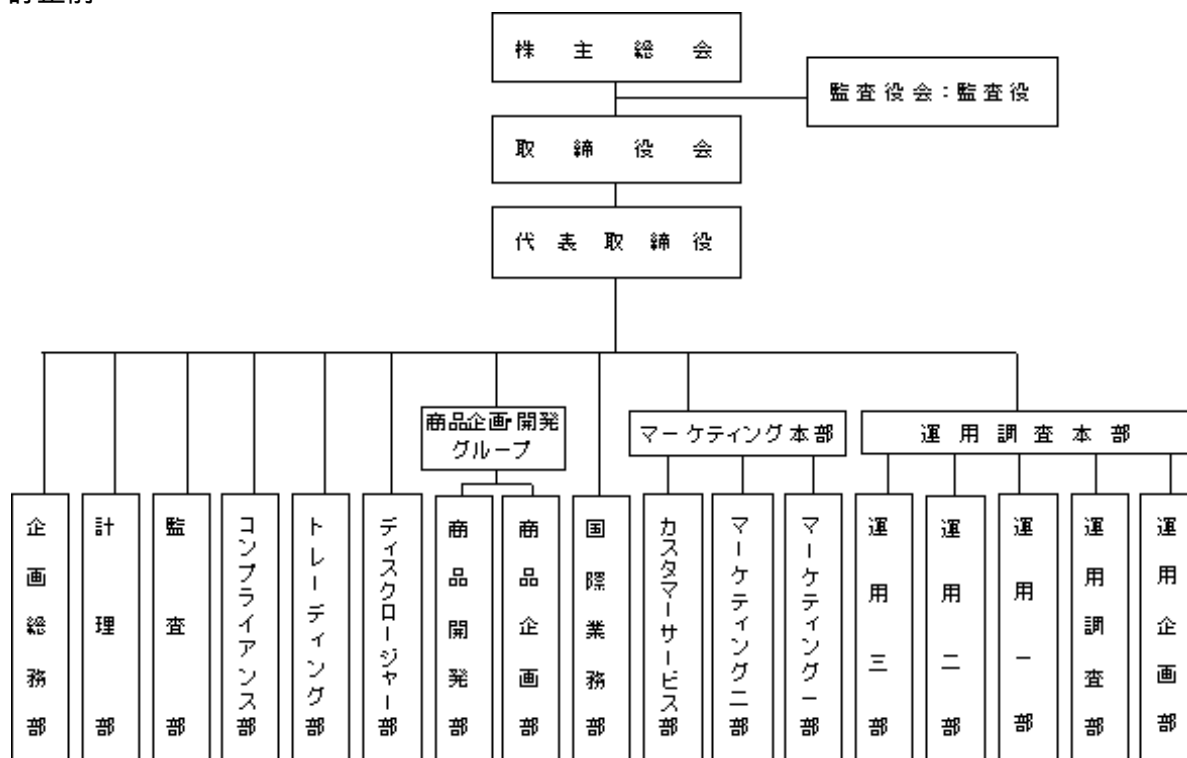 訂正前
株主総会
監査役会：監査役
取締役会
代表取締役
商品企画・開発
グループ
マーケティング本部
運用調査本部
企画総務部
計理部
監査部
コンプライアンス部
トレーディング部
ディスクロージャー部
商品開発部
商品企画部
国際業務部
カスタマーサービス部
マーケティング二部
マーケティング一部
運用三部
運用二部
運用一部
運用調査部
運用企画部